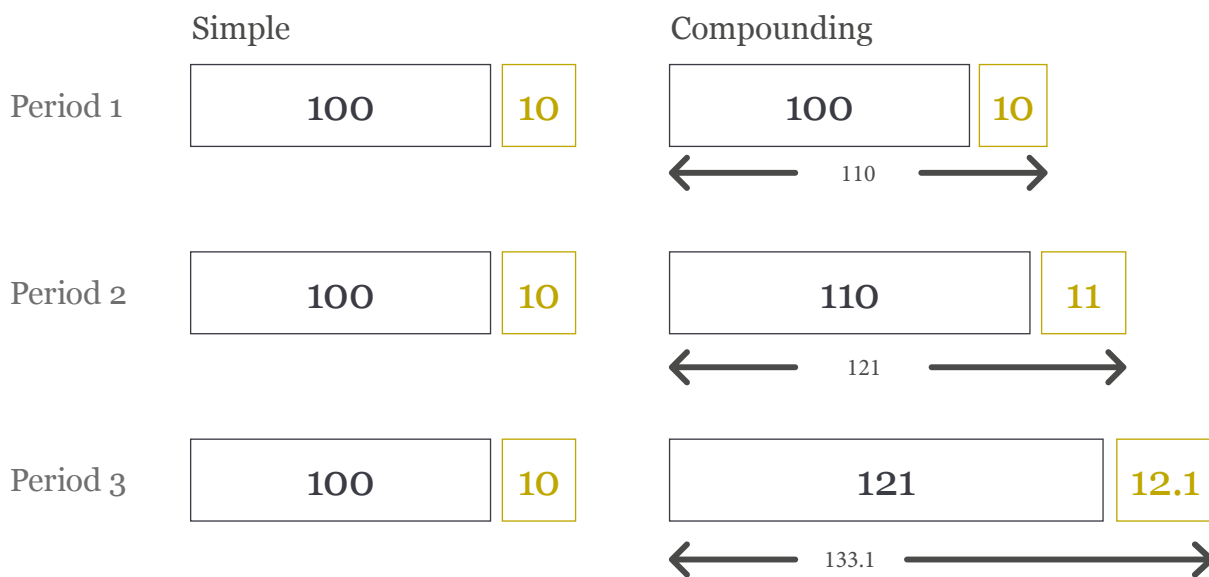 Simple Compounding
Period 1 100 10 100 10
110
Period 2 100 10 110 11
121
Period 3 100 10 121 12.1
133.1